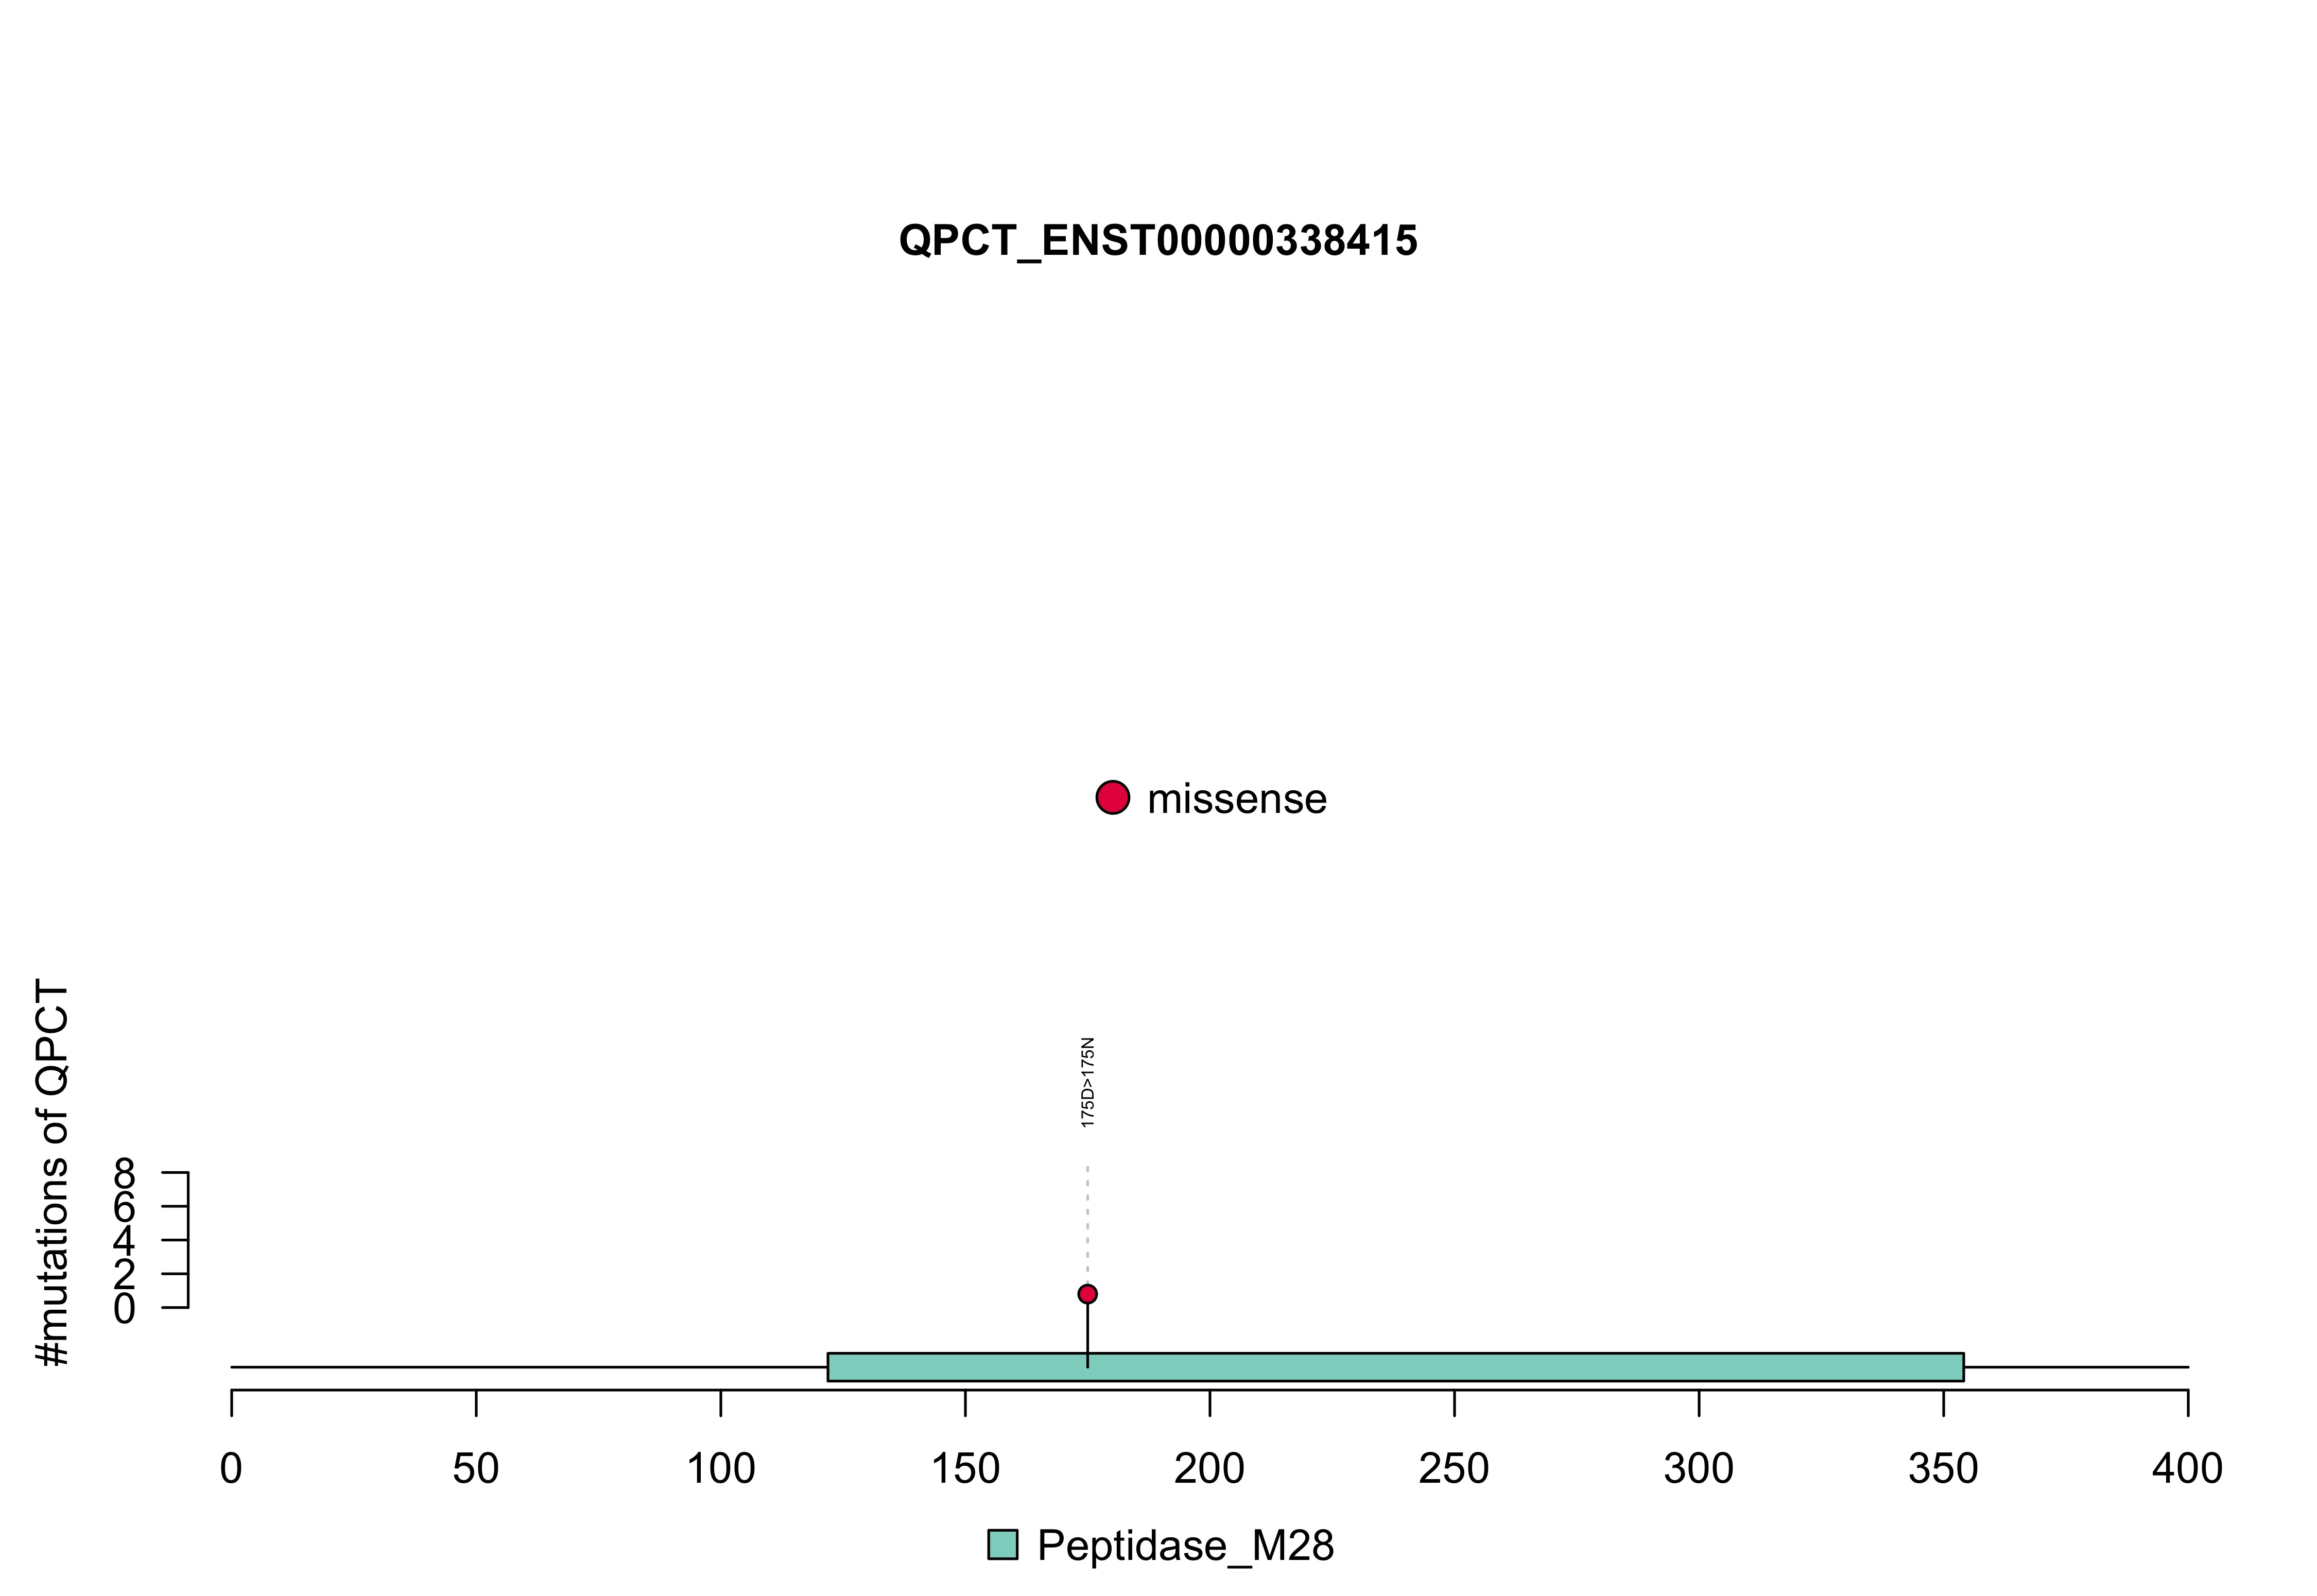 QPCT_ENST00000338415
missense
#mutations of QPCT
175D>175N
8
6
4
2
0
0 50 100 150 200 250 300 350 400
Peptidase_M28